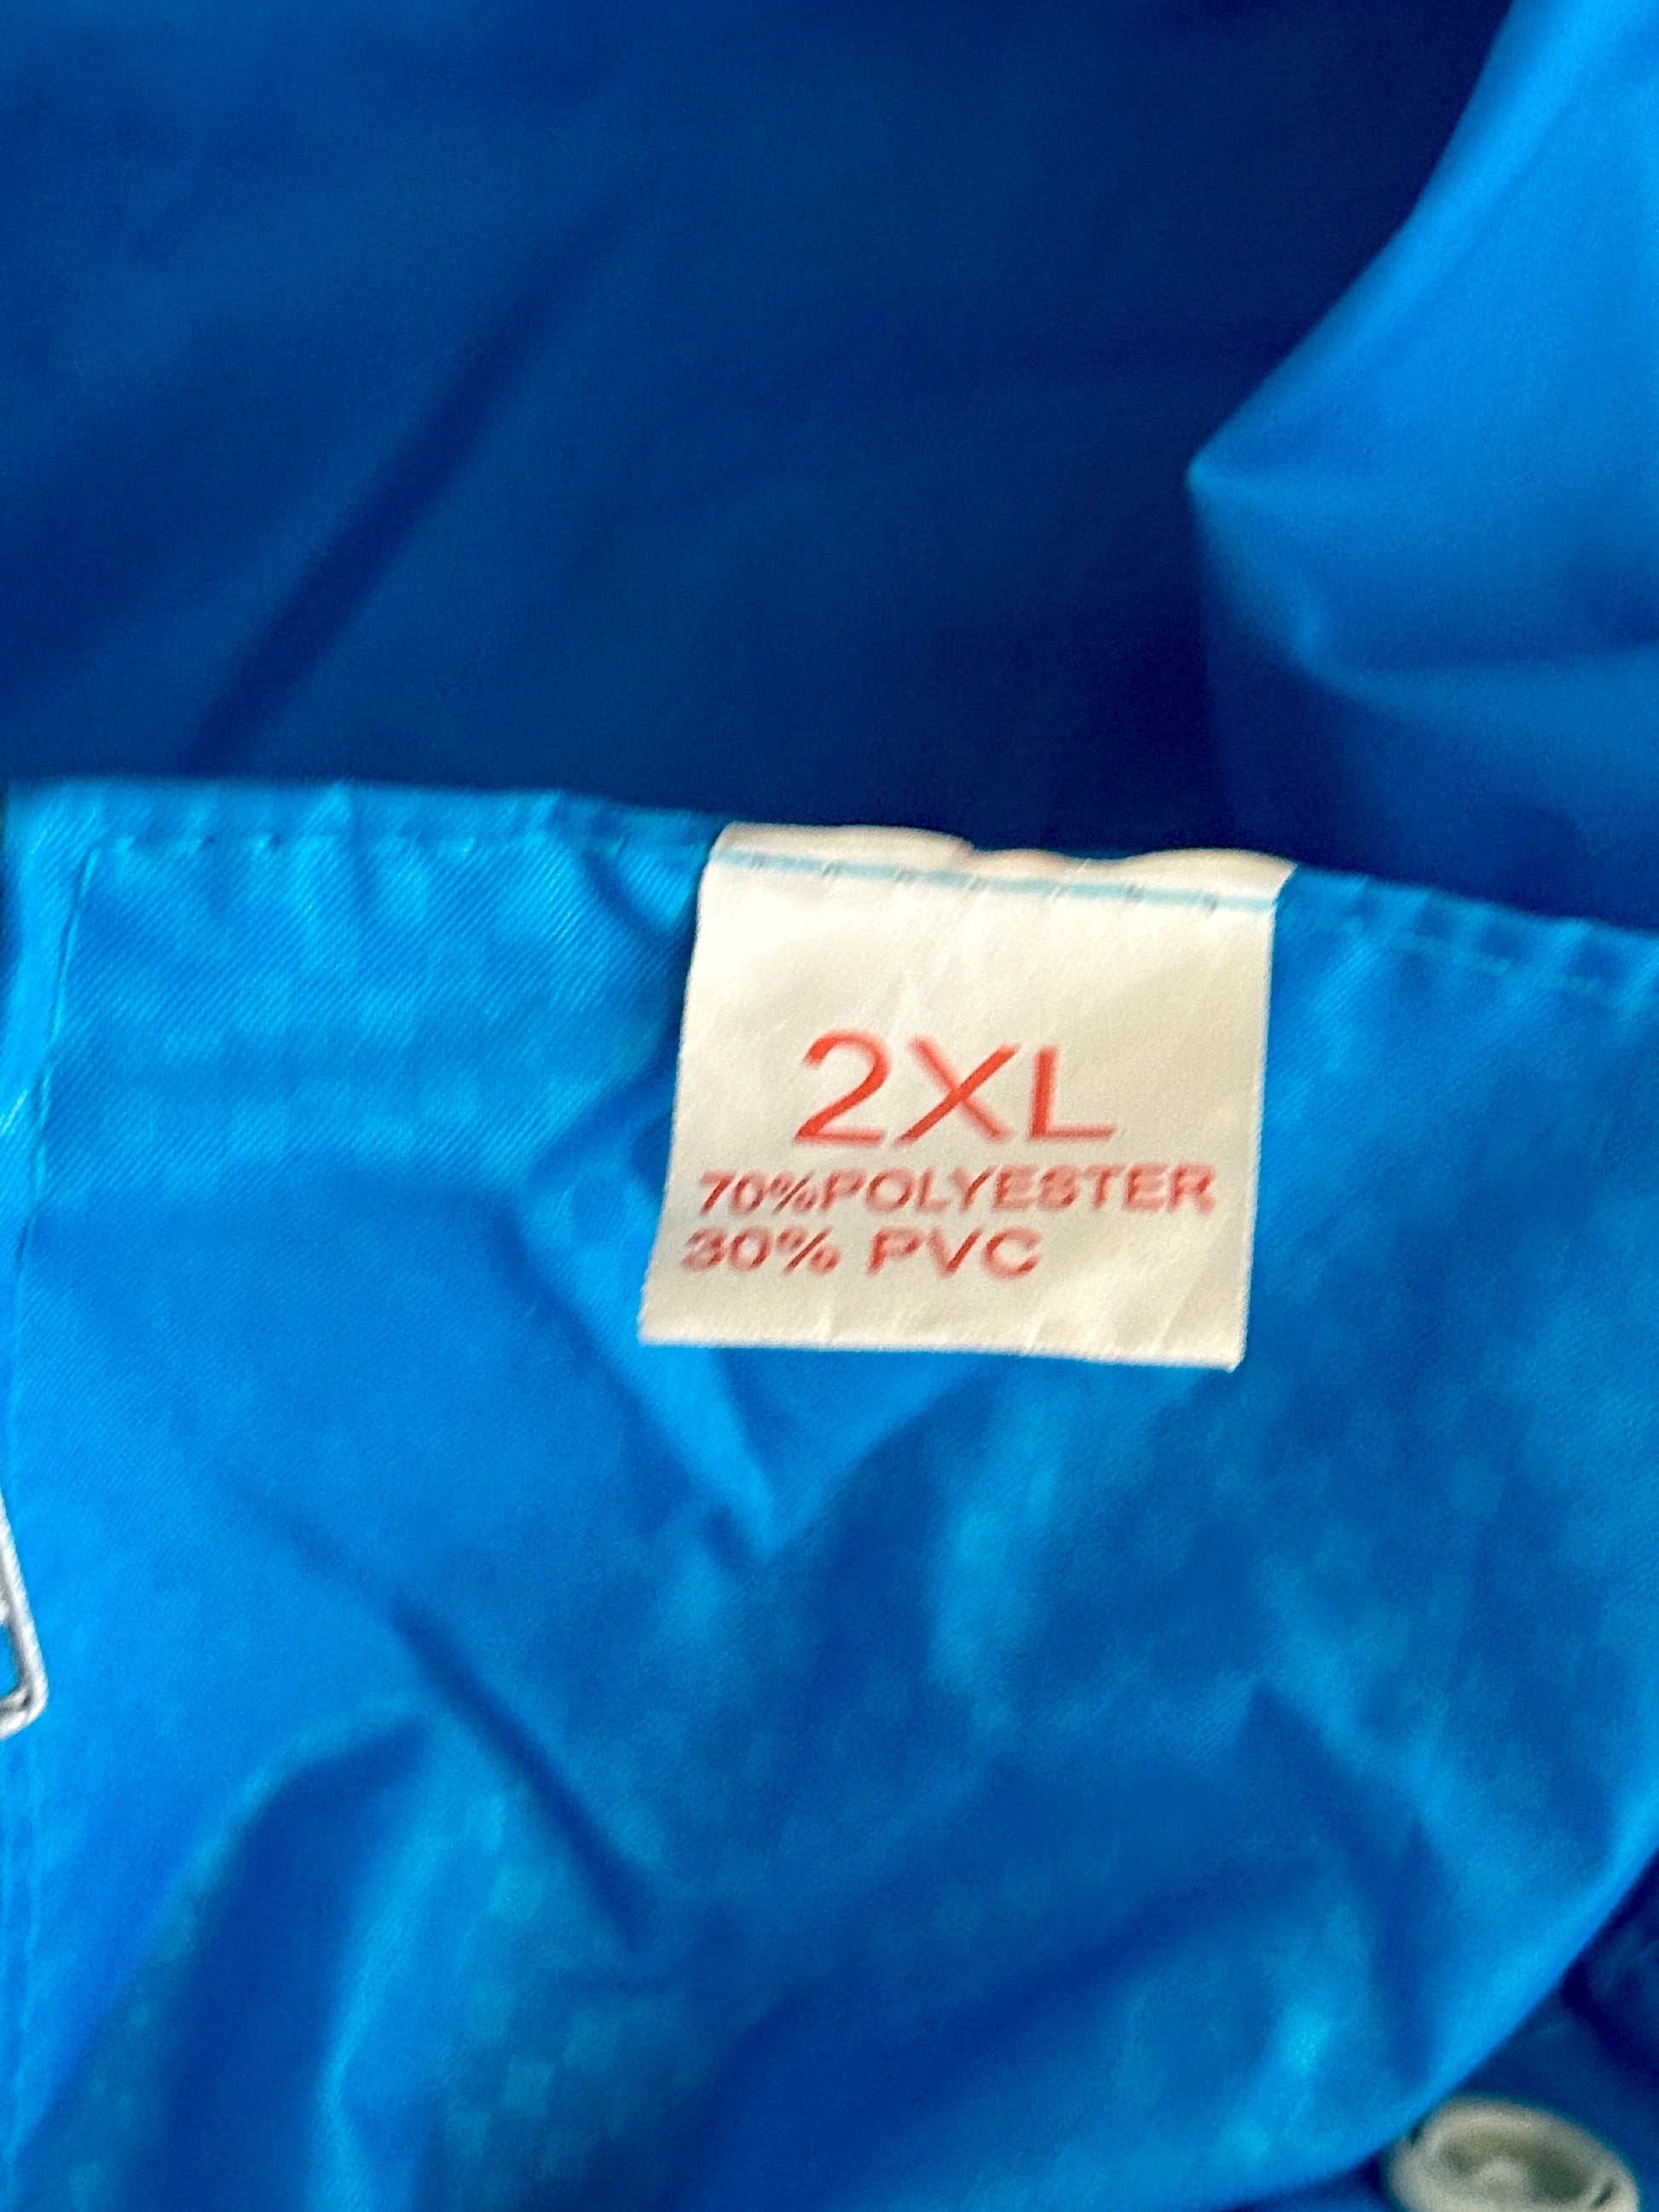 2XL
70%POLYESTER
30% PVC